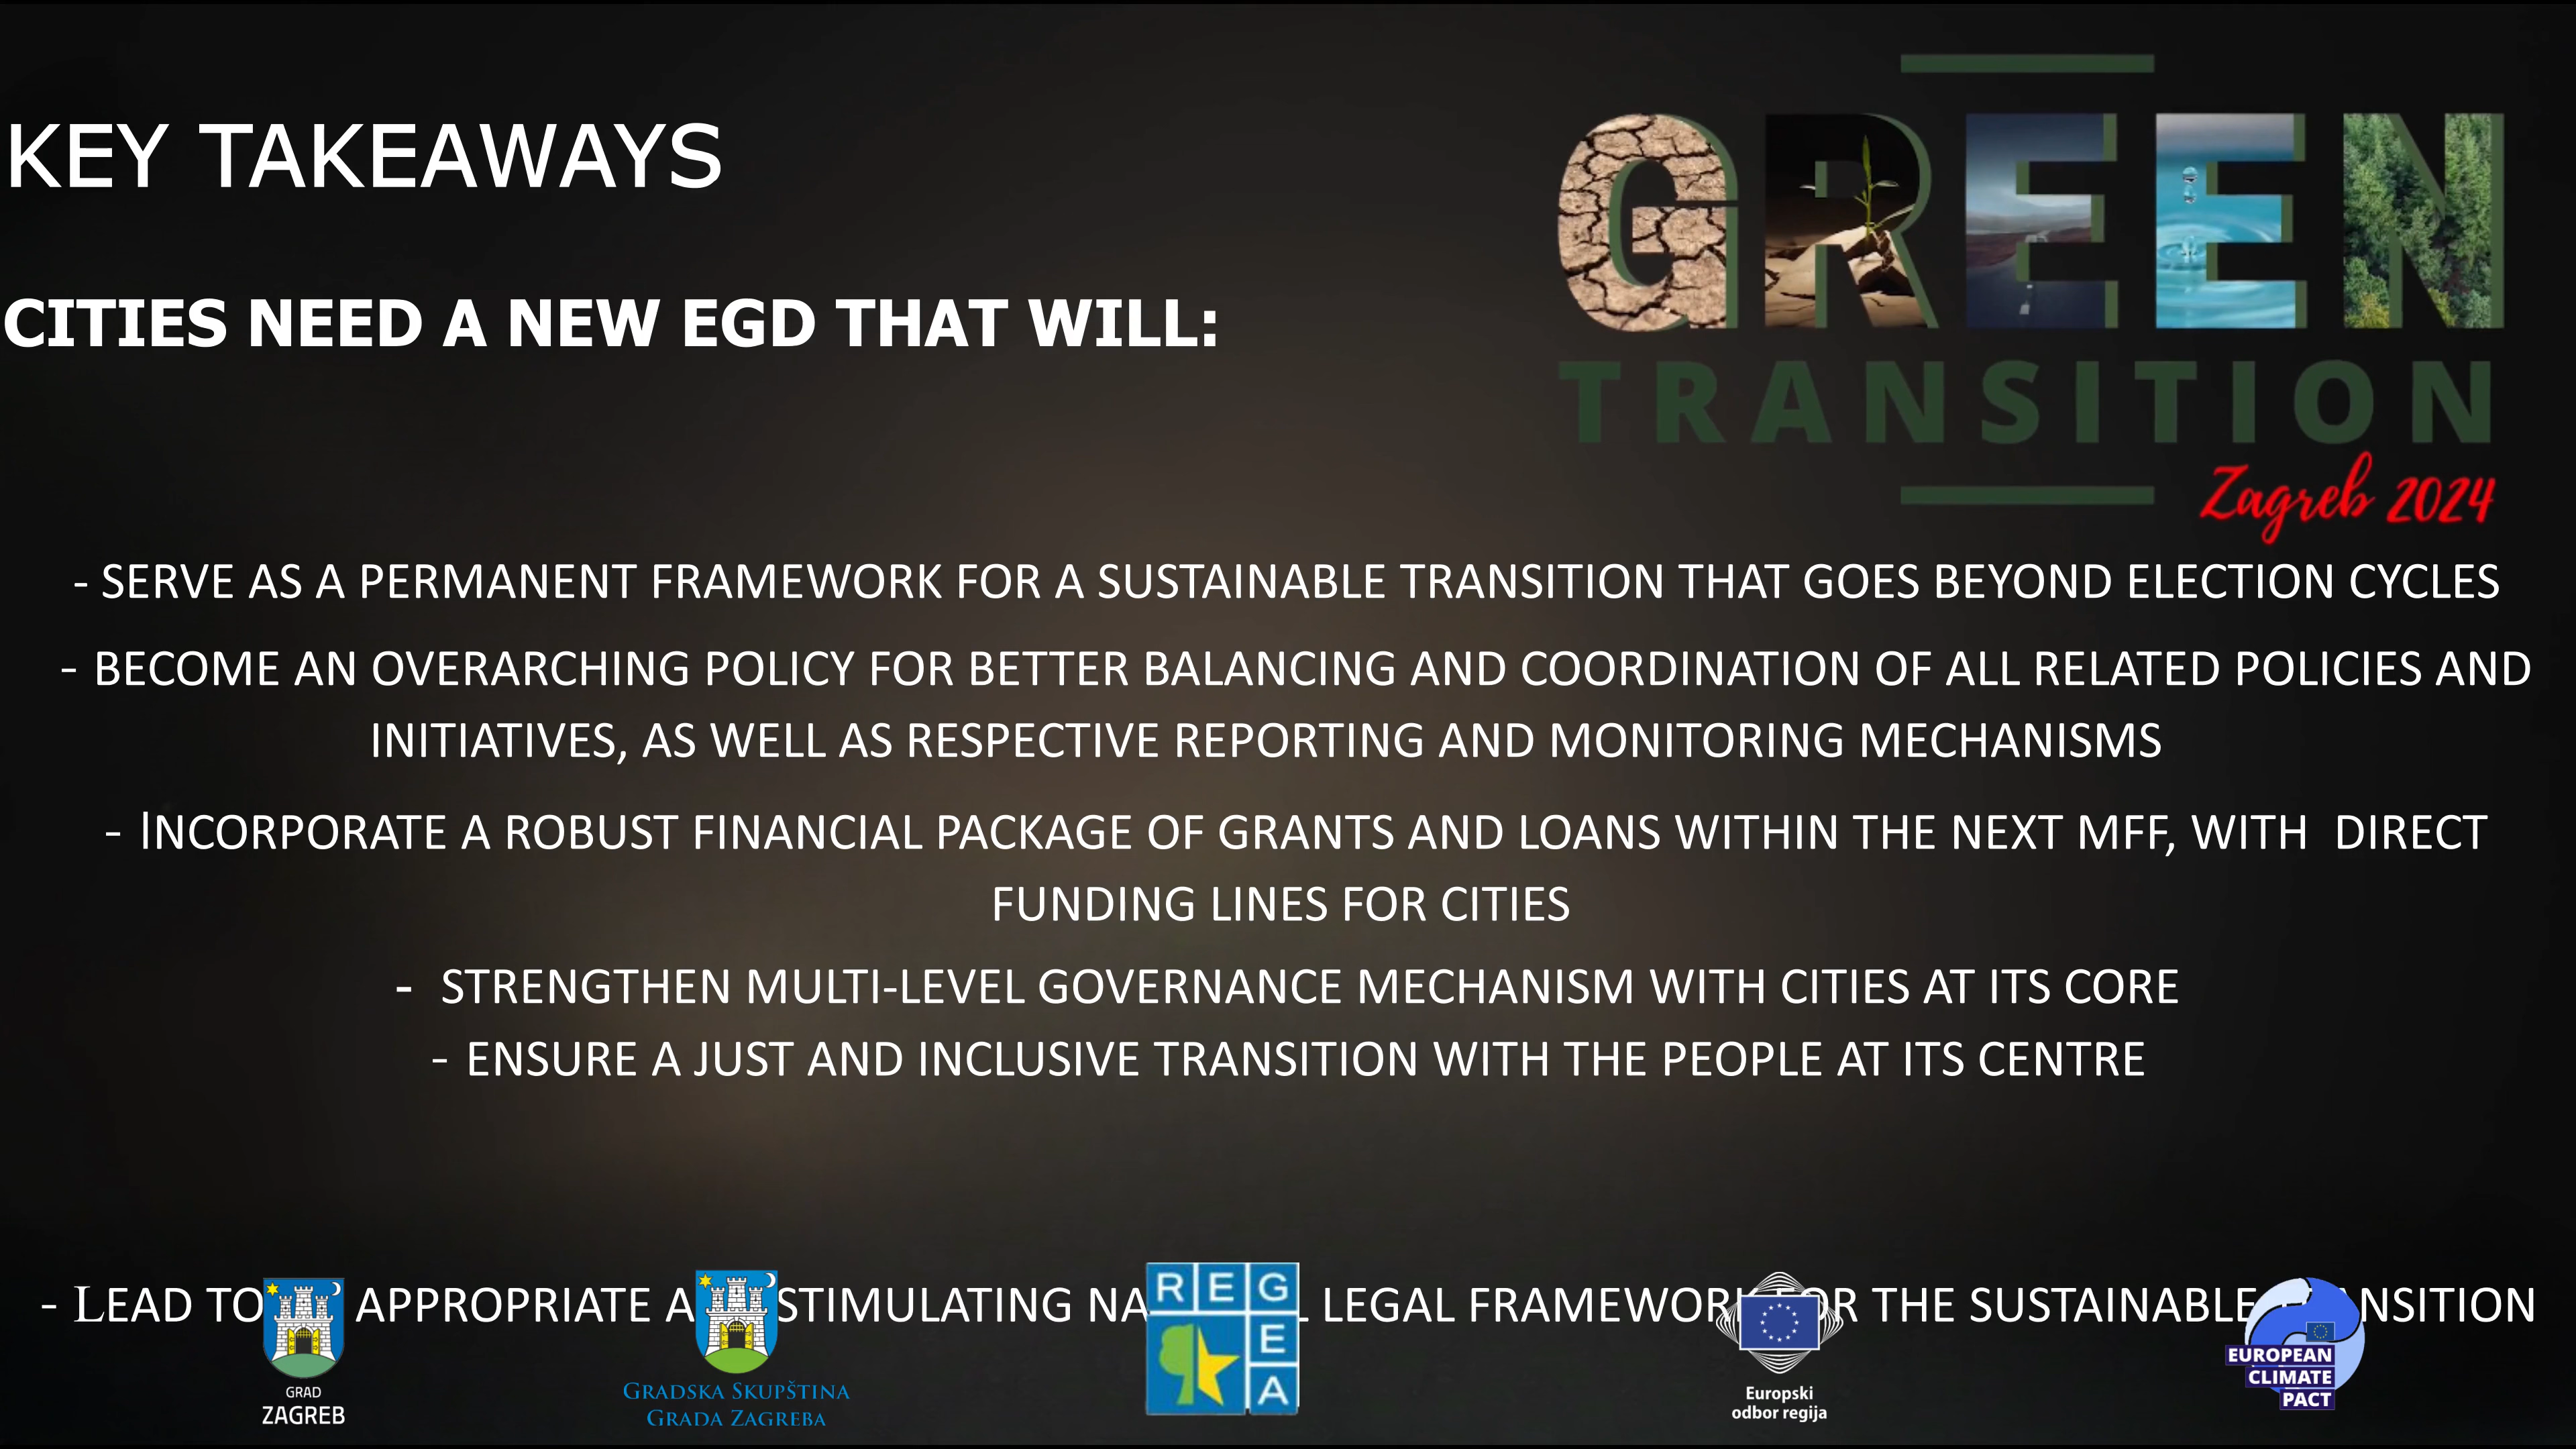 KEY TAKEAWAYS
CITIES NEED A NEW EGD THAT WILL:
GREEN
TRANSITION
Zagreb 2024
- SERVE AS A PERMANENT FRAMEWORK FOR A SUSTAINABLE TRANSITION THAT GOES BEYOND ELECTION CYCLES
- BECOME AN OVERARCHING POLICY FOR BETTER BALANCING AND COORDINATION OF ALL RELATED POLICIES AND
INITIATIVES, AS WELL AS RESPECTIVE REPORTING AND MONITORING MECHANISMS
- INCORPORATE A ROBUST FINANCIAL PACKAGE OF GRANTS AND LOANS WITHIN THE NEXT MFF, WITH DIRECT
FUNDING LINES FOR CITIES
- STRENGTHEN MULTI-LEVEL GOVERNANCE MECHANISM WITH CITIES AT ITS CORE
- ENSURE A JUST AND INCLUSIVE TRANSITION WITH THE PEOPLE AT ITS CENTRE
- LEAD TO APPROPRIATE STIMULATING LEGAL FRAMEWORK FOR THE SUSTAINABLE
GRAD
ZAGREB
GRADSKA SKUPŠTINA
GRADA ZAGREBA
REG
E
A
Europski
odbor regija
EUROPEAN
CLIMATE
PACT